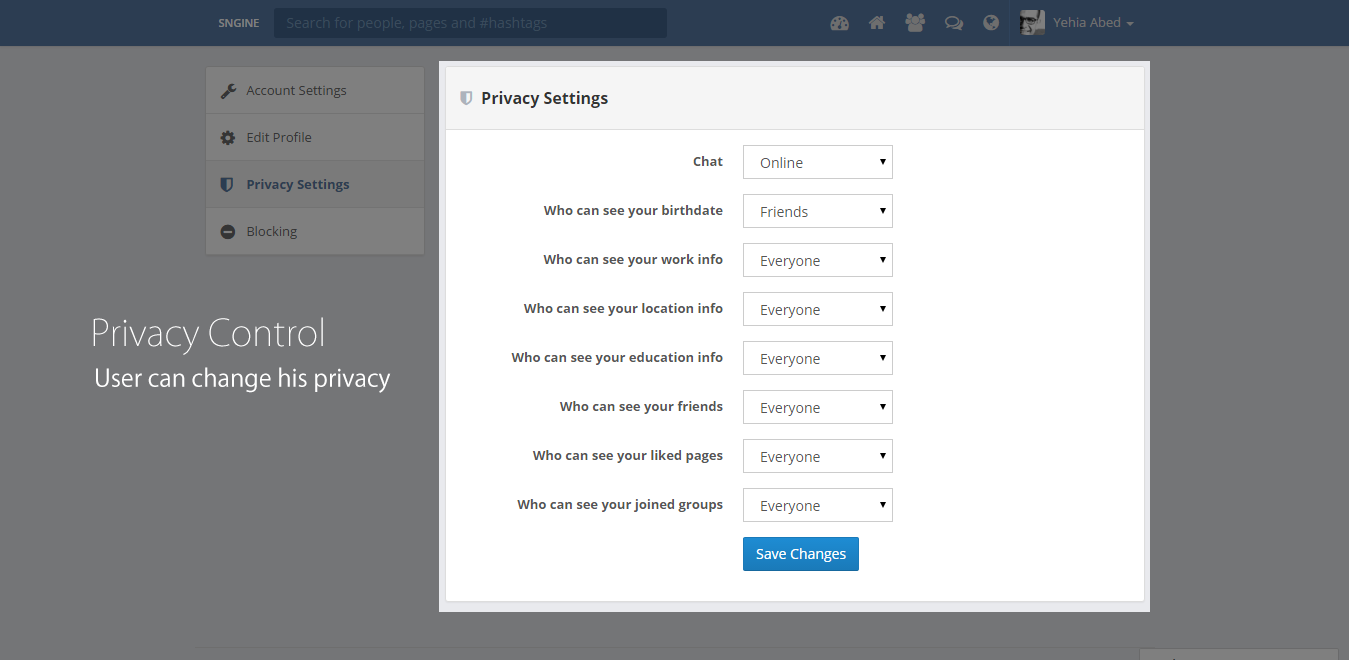 SNGINE
Search for people, pages and #hashtags
Yehia Abed
Account Settings
Edit Profile
Privacy Settings
Blocking
Privacy Control
User can change his privacy
Privacy Settings
Chat Online
Who can see your birthdate Friends
Who can see your work info Everyone
Who can see your location info Everyone
Who can see your education info Everyone
Who can see your friends Everyone
Who can see your liked pages Everyone
Who can see your joined groups Everyone
Save Changes